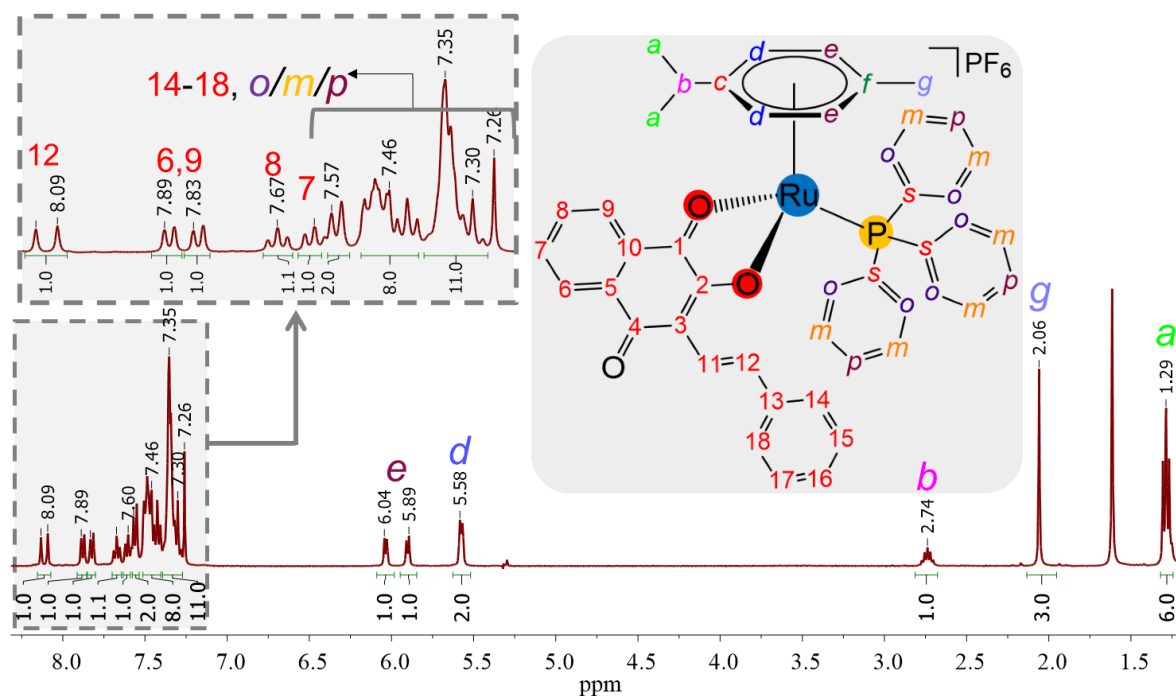 14-18, o/m/p
12
6,9
8
7
8.09
7.89
7.83
7.67
7.57
7.46
7.35
7.30
7.26
1.0
1.0
1.0
1.1
1.0
2.0
8.0
11.0
]PF6
a
b
a
c
d
e
d
e
f
g
Ru
O
O
O
P
s
s
s
o
o
o
o
o
o
m
m
m
m
m
m
p
p
p
1
2
3
4
5
6
7
8
9
10
11
12
13
14
15
16
17
18
8.09
7.89
7.60
7.46
7.35
7.30
7.26
e
6.04
5.89
d
5.58
b
2.74
g
2.06
a
1.29
1.0
1.0
1.0
1.1
1.0
2.0
8.0
11.0
1.0
1.0
2.0
1.0
3.0
6.0
8.0 7.5 7.0 6.5 6.0 5.5 5.0 4.5 4.0 3.5 3.0 2.5 2.0 1.5
ppm